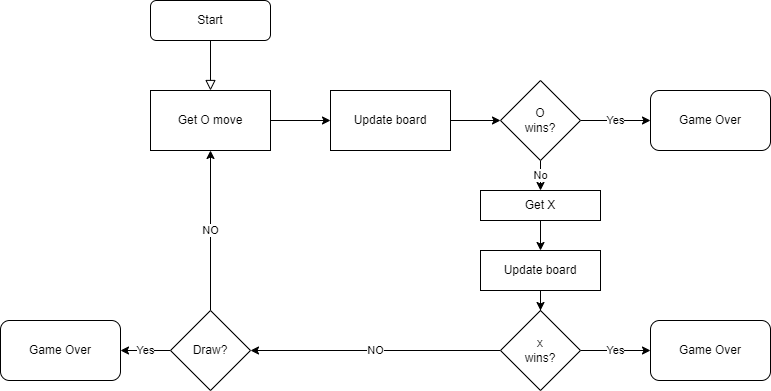 Start
Get O move
Update board
O
wins?
Yes
Game Over
No
Get X
Update board
NO
Game Over
Yes
Draw?
NO
x
wins?
Yes
Game Over